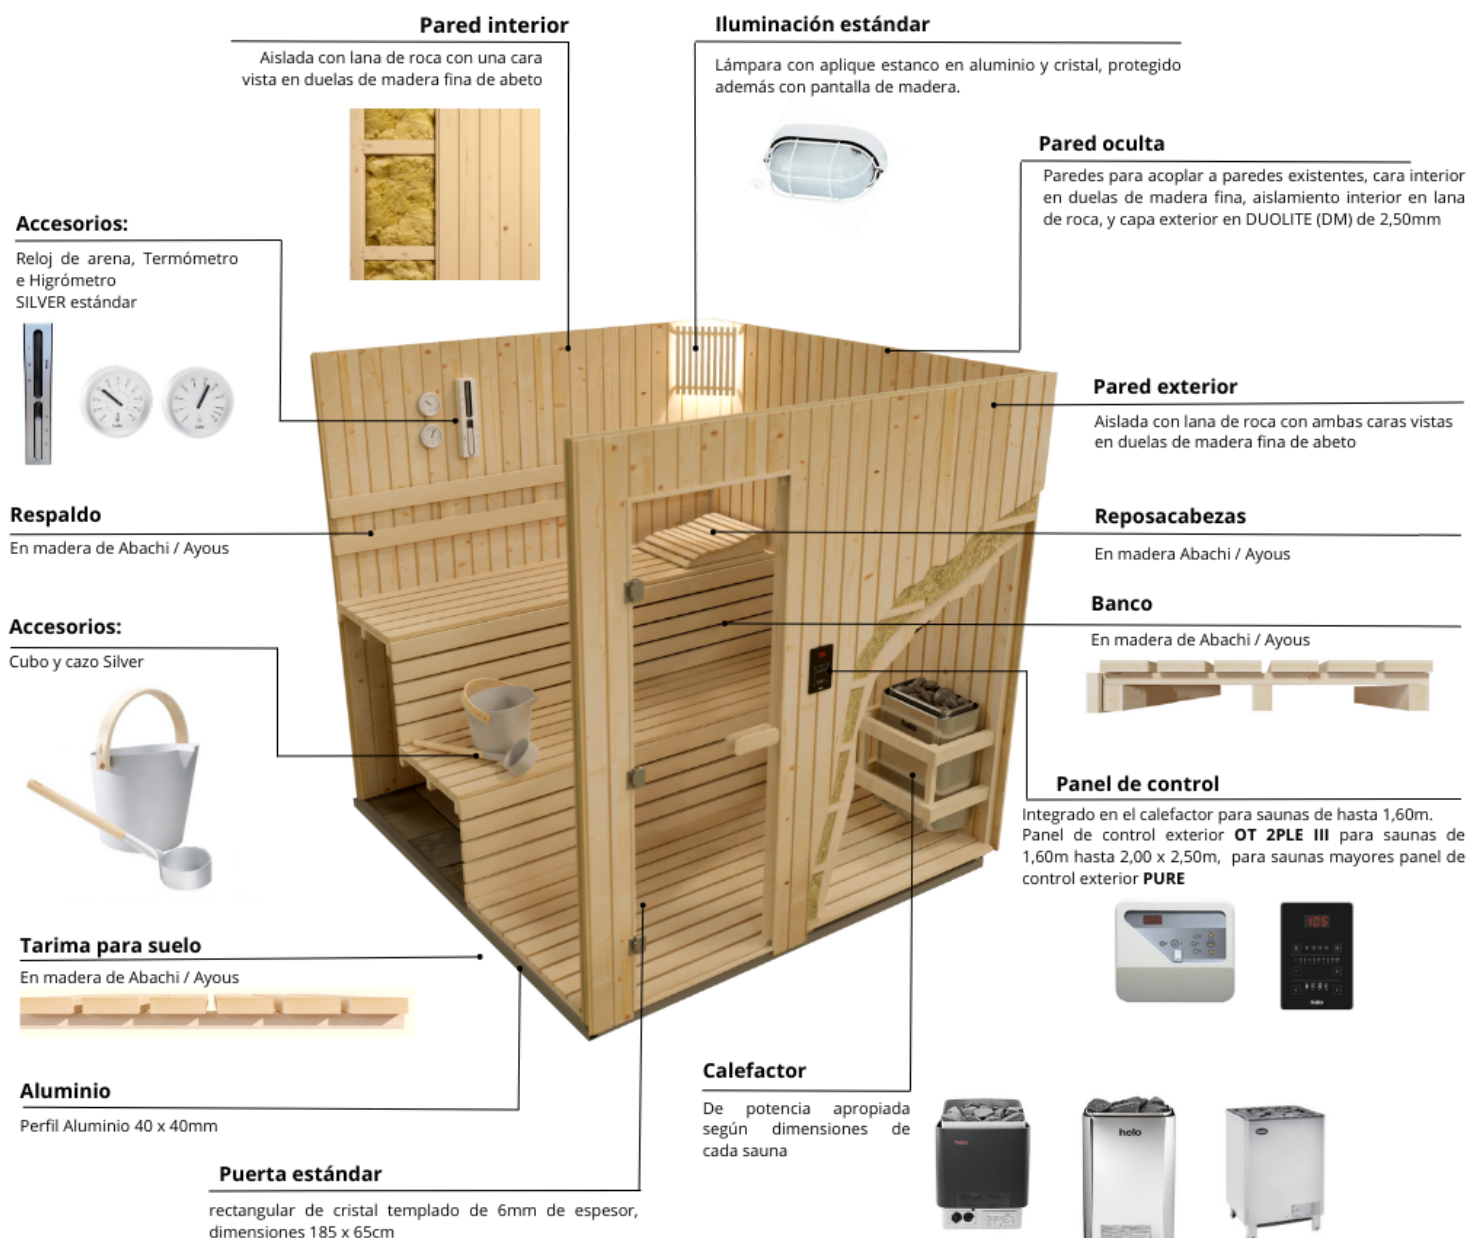 Pared interior
Aislada con lana de roca con una cara
vista en duelas de madera fina de abeto
Iluminación estándar
Lámpara con aplique estanco en aluminio y cristal, protegido
además con pantalla de madera.
Pared oculta
Paredes para acoplar a paredes existentes, cara interior
en duelas de madera fina, aislamiento interior en lana
de roca, y capa exterior en DUOLITE (DM) de 2,50mm
Accesorios:
Reloj de arena, Termómetro
e Higrómetro
SILVER estándar
Pared exterior
Aislada con lana de roca con ambas caras vistas
en duelas de madera fina de abeto
Respaldo
En madera de Abachi / Ayous
Reposacabezas
En madera Abachi / Ayous
Banco
En madera de Abachi / Ayous
Accesorios:
Cubo y cazo Silver
helo
Panel de control
Integrado en el calefactor para saunas de hasta 1,60m.
Panel de control exterior OT 2PLE III para saunas de
1,60m hasta 2,00 x 2,50m, para saunas mayores panel de
control exterior PURE
105
helo
Tarima para suelo
En madera de Abachi / Ayous
Aluminio
Perfil Aluminio 40 x 40mm
Calefactor
De potencia apropiada
según dimensiones de
cada sauna
helo
helo
Puerta estándar
rectangular de cristal templado de 6mm de espesor,
dimensiones 185 x 65cm